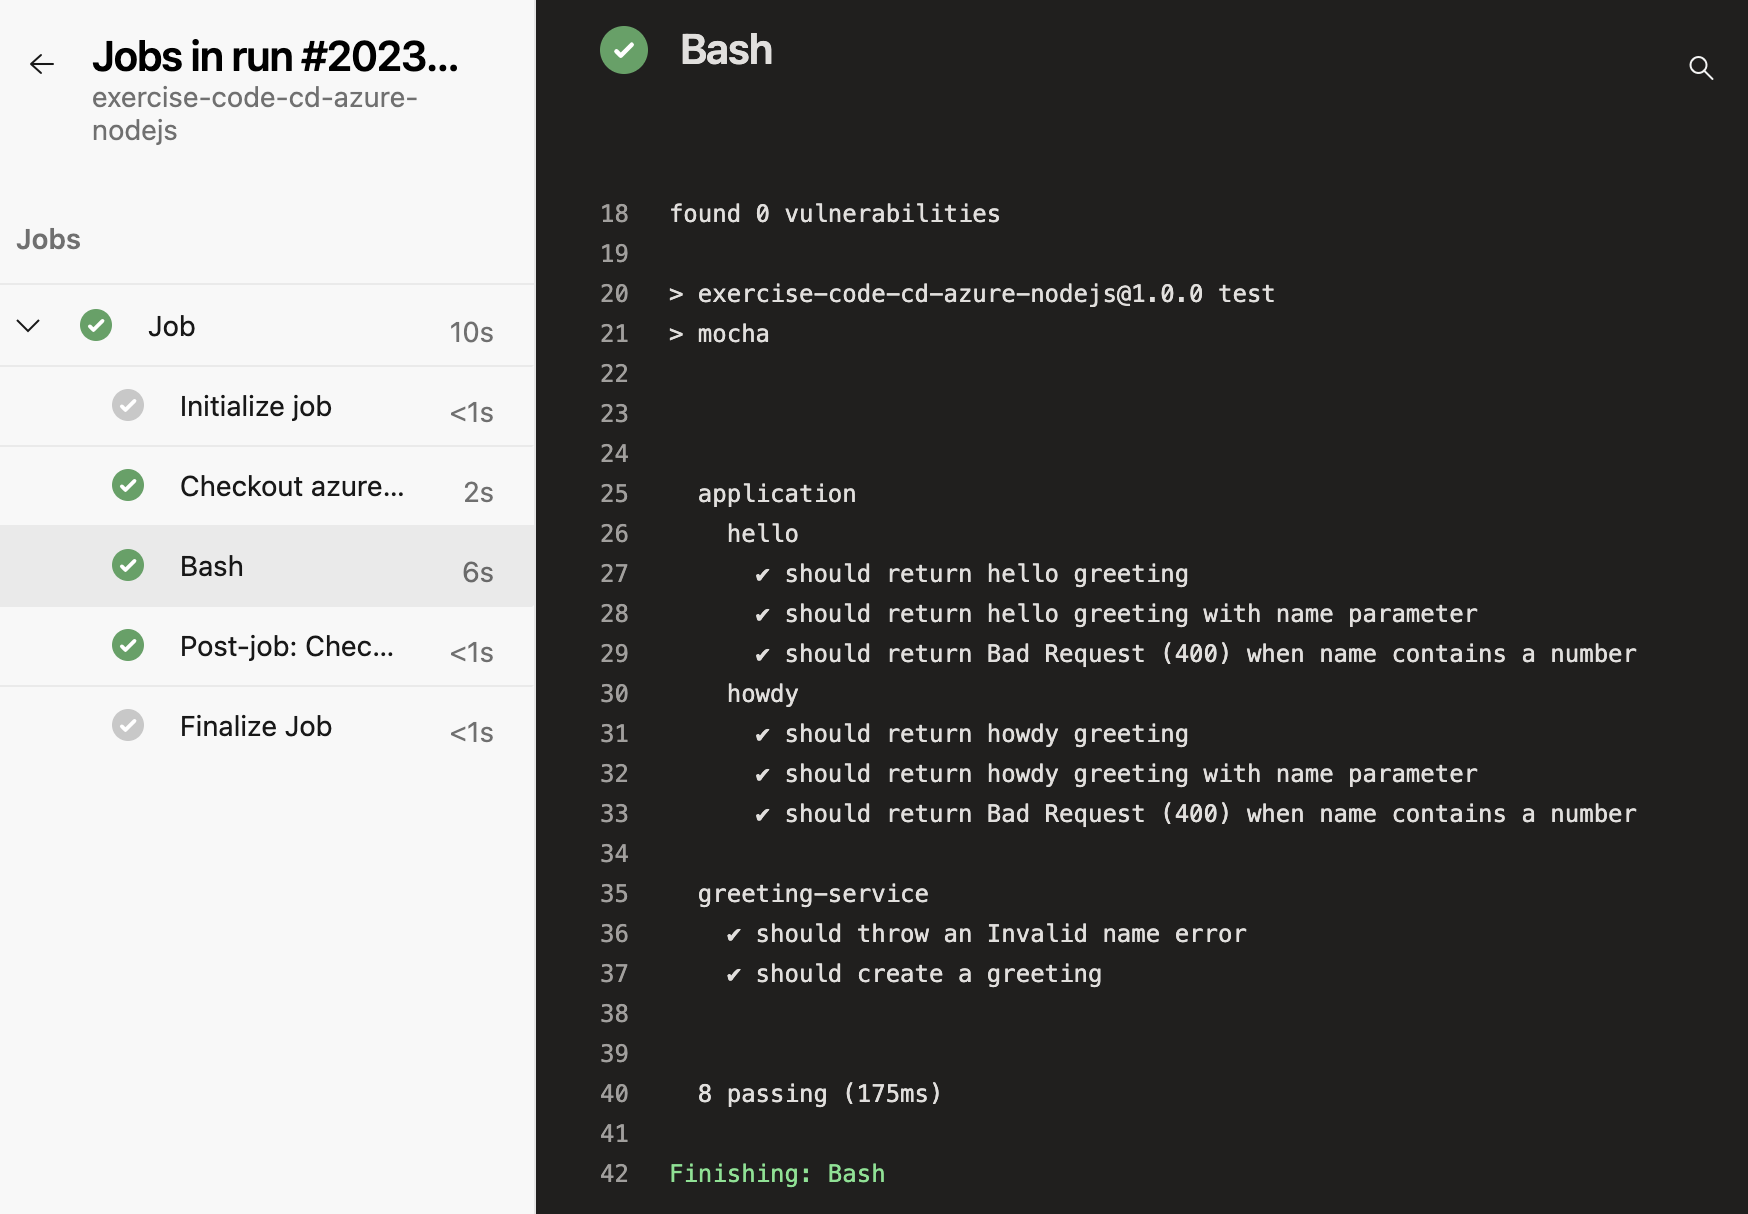 Jobs in run #2023...
exercise-code-cd-azure-
nodejs
Jobs
Job 10s
Initialize job <1s
Checkout azure... 2s
Bash 6s
Post-job: Chec... <1s
Finalize Job <1s
Bash
18 found 0 vulnerabilities
19
20 > exercise-code-cd-azure-nodejs@1.0.0 test
21 > mocha
22
23
24
25 application
26 hello
27 ✔ should return hello greeting
28 ✔ should return hello greeting with name parameter
29 ✔ should return Bad Request (400) when name contains a number
30 howdy
31 ✔ should return howdy greeting
32 ✔ should return howdy greeting with name parameter
33 ✔ should return Bad Request (400) when name contains a number
34
35 greeting-service
36 ✔ should throw an Invalid name error
37 ✔ should create a greeting
38
39
40 8 passing (175ms)
41
42 Finishing: Bash